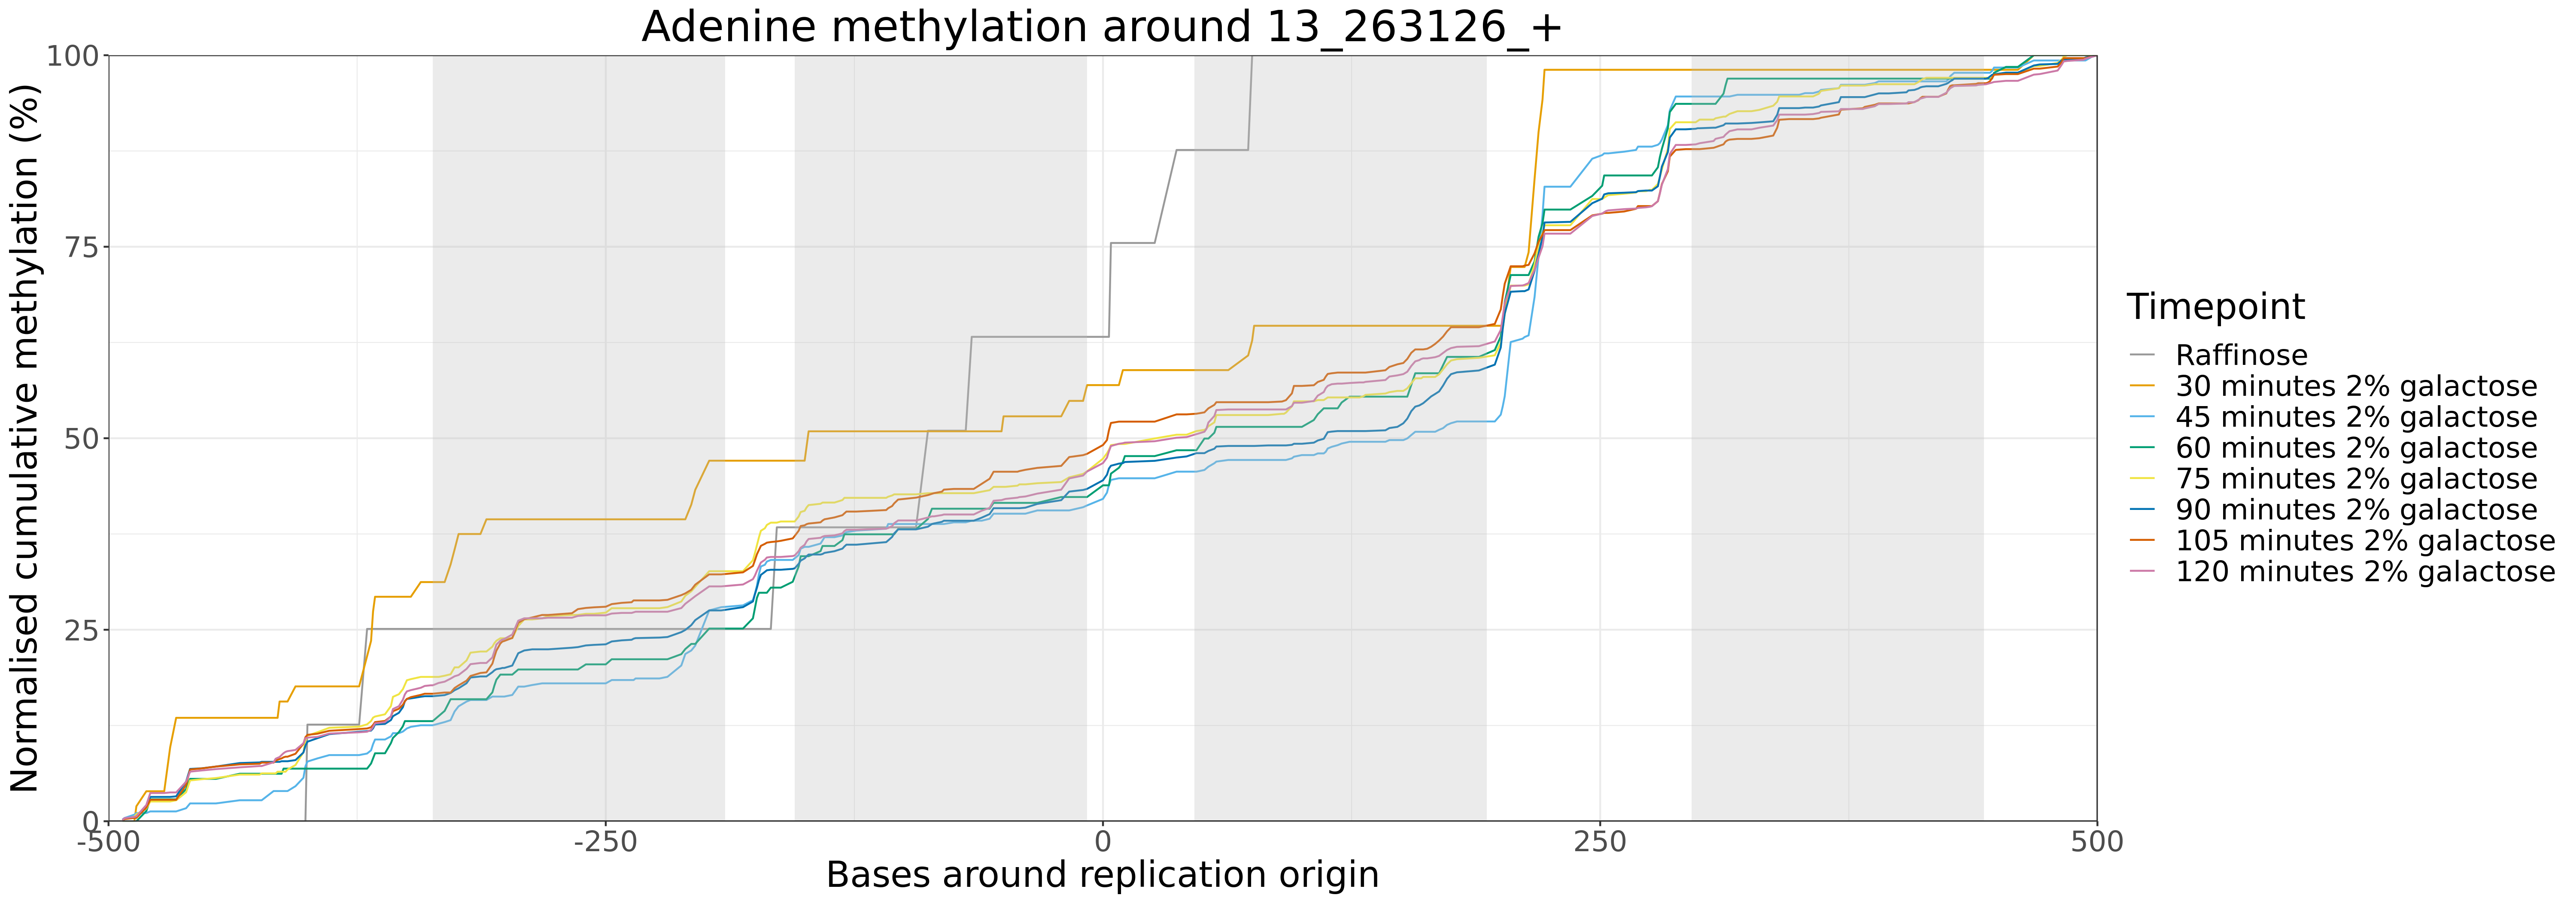 Adenine methylation around 13_263126_+
Normalised cumulative methylation (%)
100
75
50
25
0
-500
-250
0
250
500
Bases around replication origin
Timepoint
Raffinose
30 minutes 2% galactose
45 minutes 2% galactose
60 minutes 2% galactose
75 minutes 2% galactose
90 minutes 2% galactose
105 minutes 2% galactose
120 minutes 2% galactose